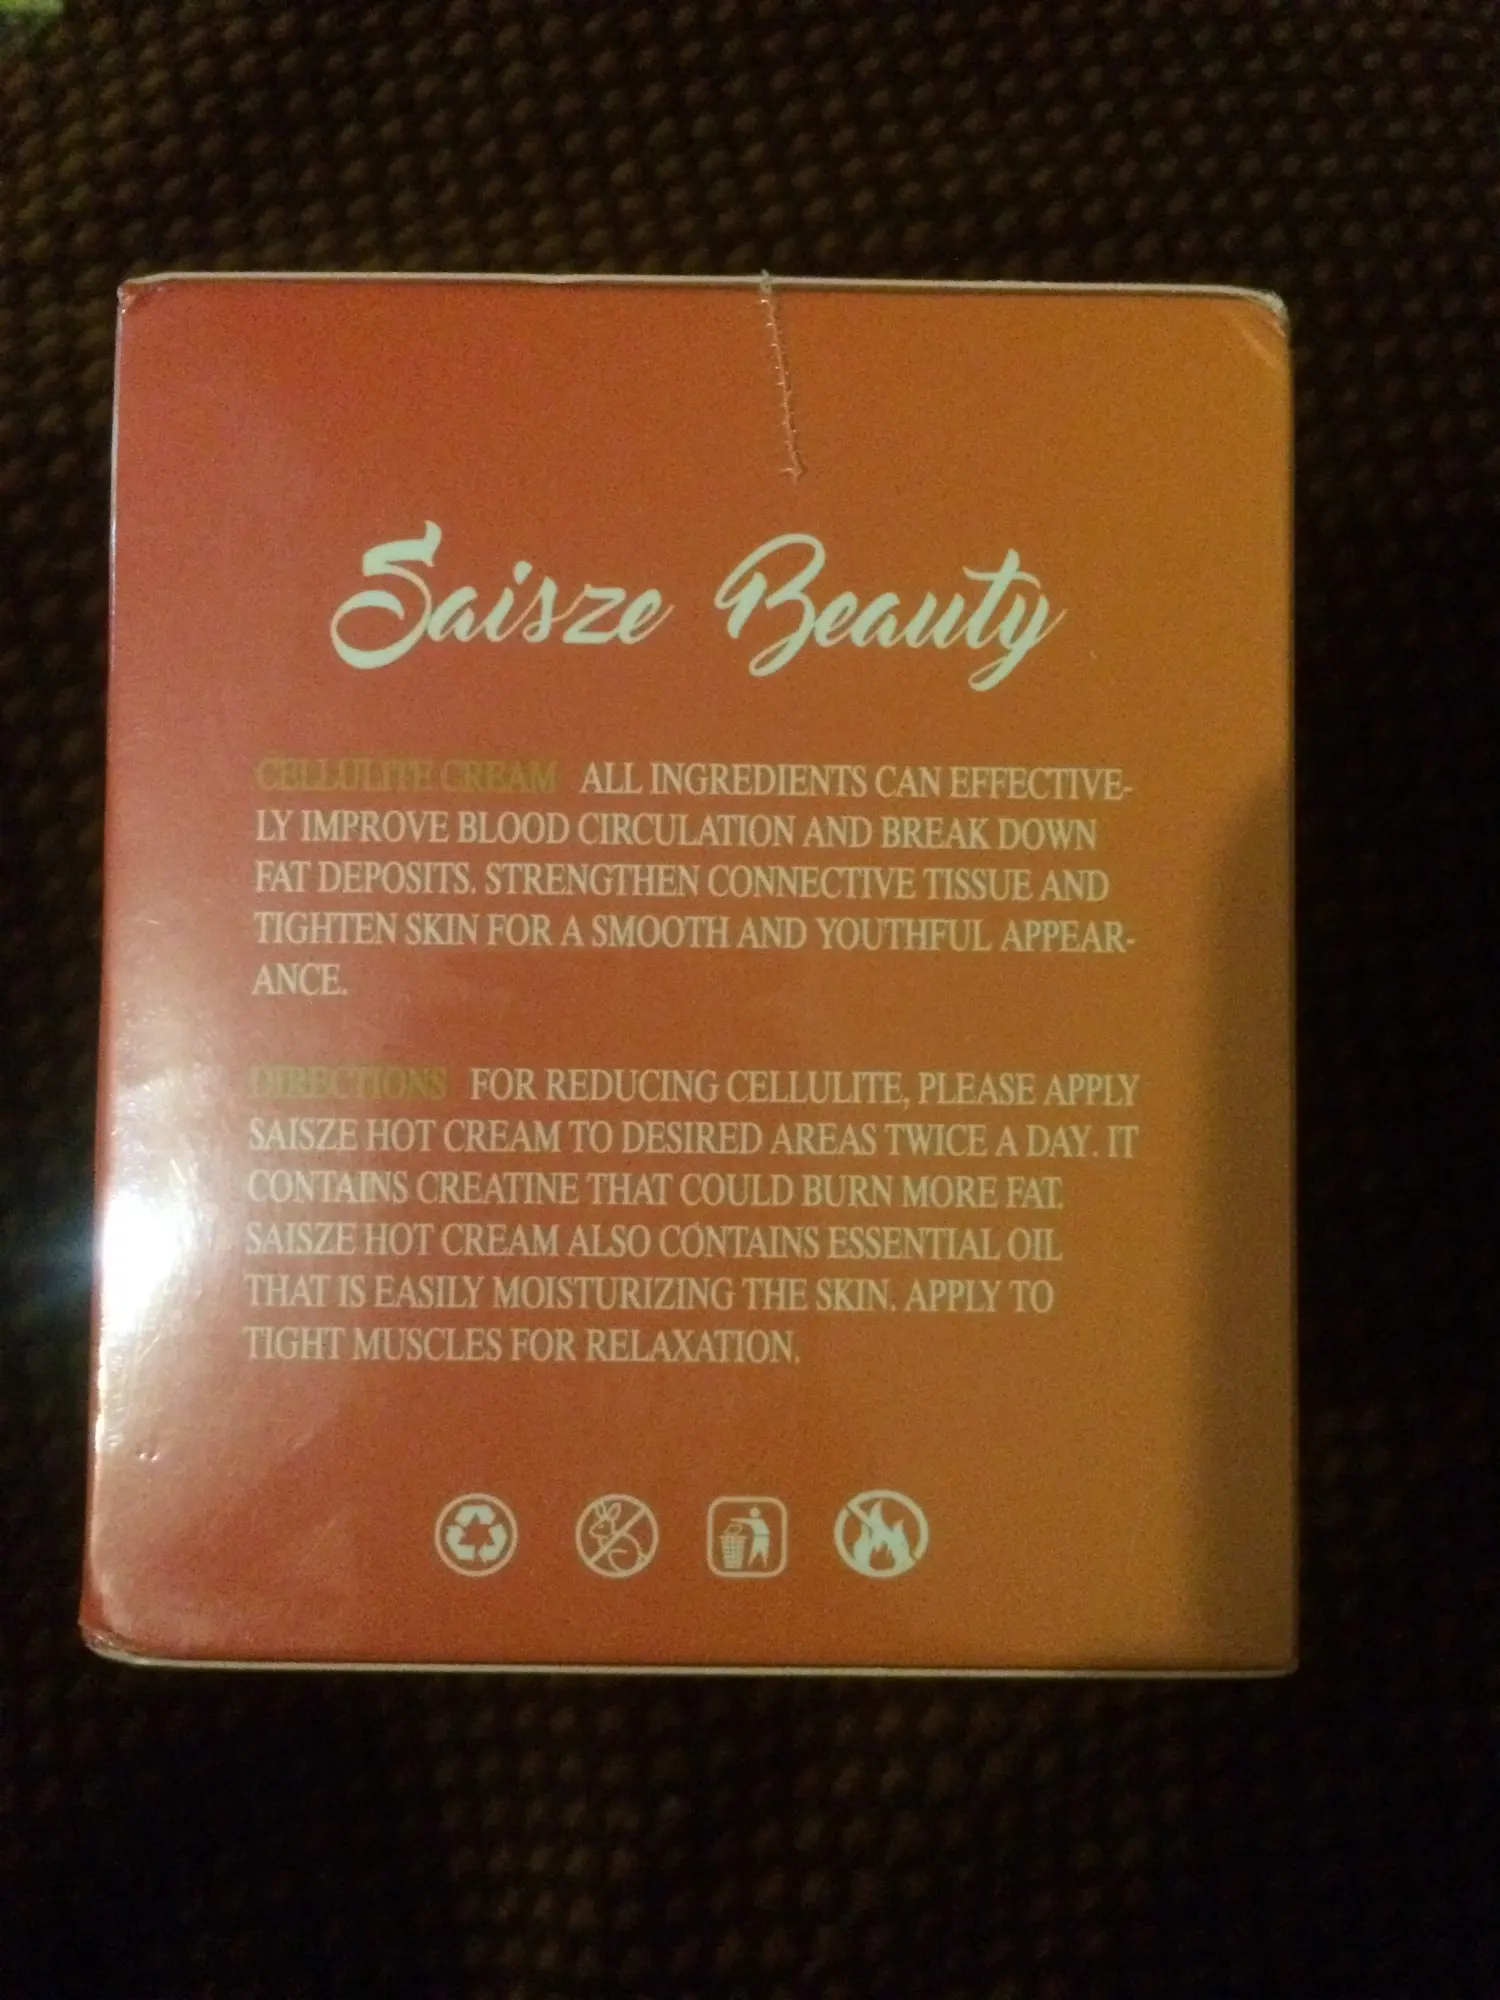 Saisze Beauty
CELLULITE CREAM ALL INGREDIENTS CAN EFFECTIVE-
LY IMPROVE BLOOD CIRCULATION AND BREAK DOWN
FAT DEPOSITS. STRENGTHEN CONNECTIVE TISSUE AND
TIGHTEN SKIN FOR A SMOOTH AND YOUTHFUL APPEAR-
ANCE.
DIRECTIONS FOR REDUCING CELLULITE, PLEASE APPLY
SAISZE HOT CREAM TO DESIRED AREAS TWICE A DAY. IT
CONTAINS CREATINE THAT COULD BURN MORE FAT.
SAISZE HOT CREAM ALSO CONTAINS ESSENTIAL OIL
THAT IS EASILY MOISTURIZING THE SKIN. APPLY TO
TIGHT MUSCLES FOR RELAXATION.